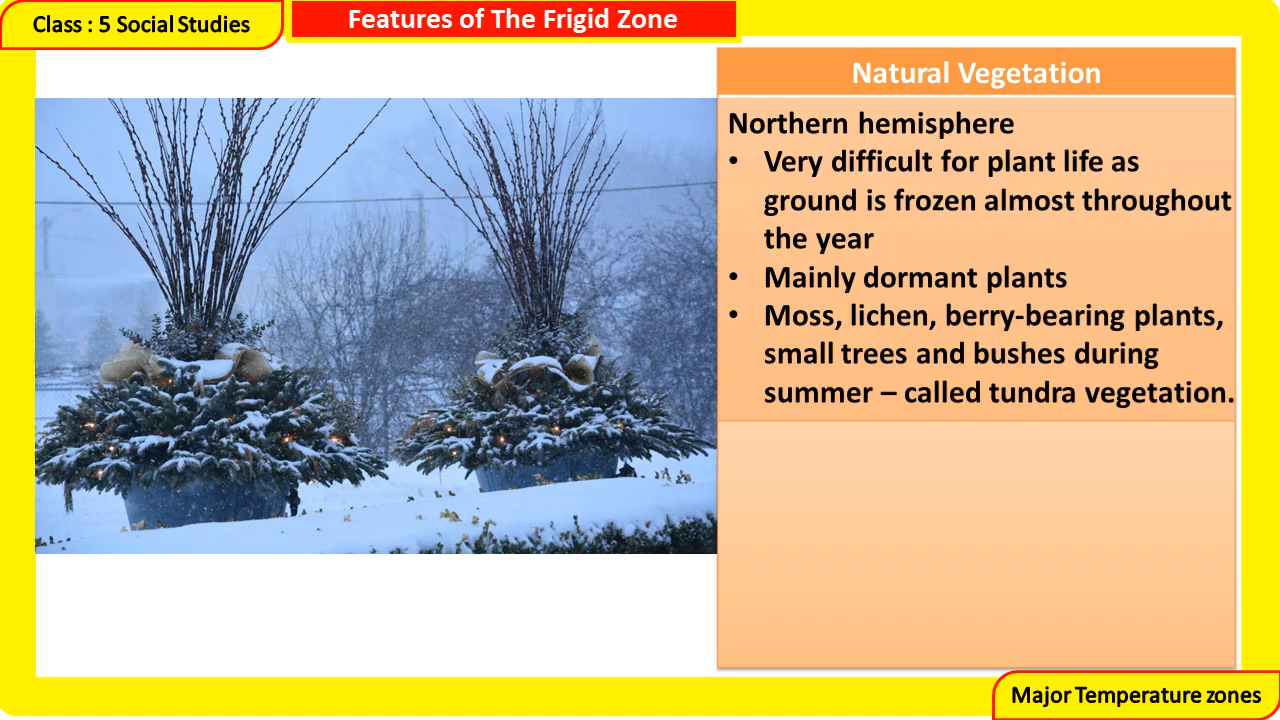 Class : 5 Social Studies
Features of The Frigid Zone
Natural Vegetation
Northern hemisphere
• Very difficult for plant life as
ground is frozen almost throughout
the year
• Mainly dormant plants
• Moss, lichen, berry-bearing plants,
small trees and bushes during
summer – called tundra vegetation.
Major Temperature zones